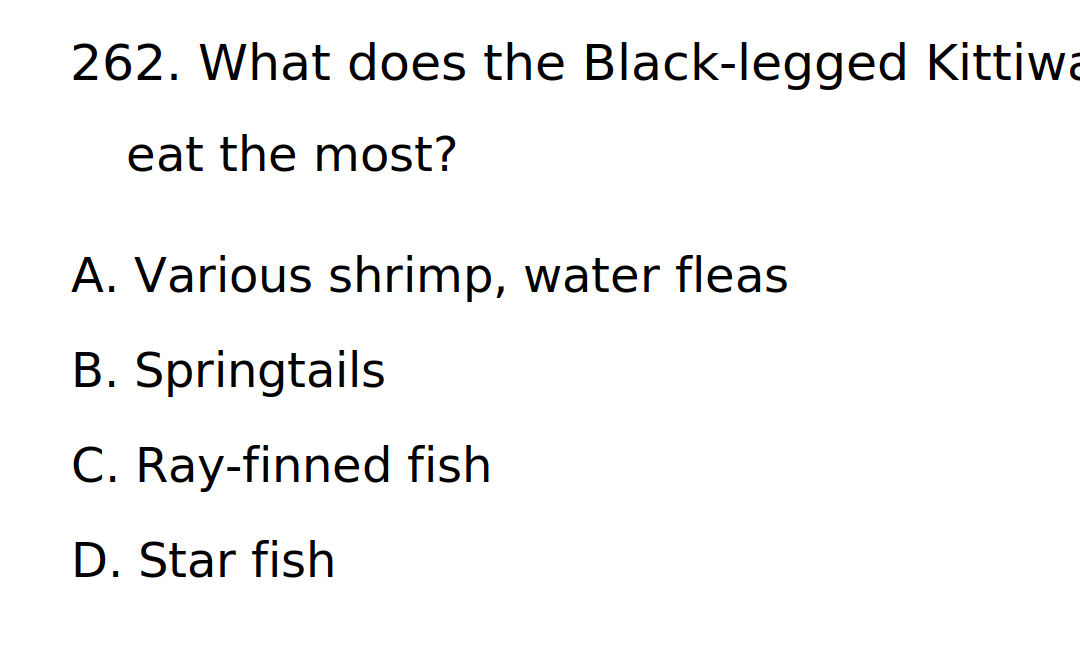 262. What does the Black-legged
eat the most?
A. Various shrimp, water fleas
B. Springtails
C. Ray-finned fish
D. Star fish